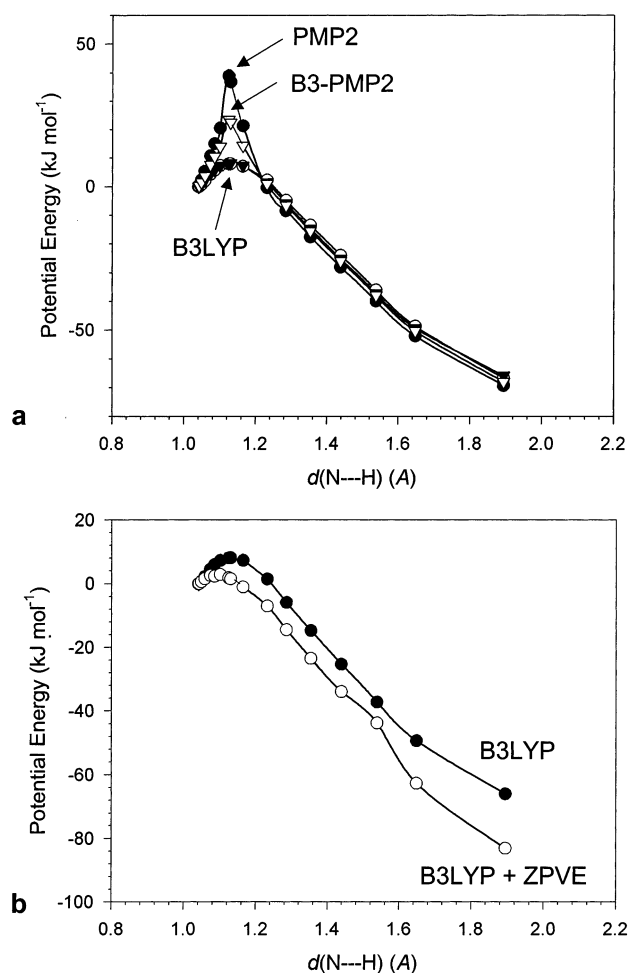 PMP2
B3-PMP2
B3LYP
Potential Energy (kJ mol⁻¹)
50
0
-50
0.8 1.0 1.2 1.4 1.6 1.8 2.0 2.2
d(N---H) (A)
a
20
0
-20
-40
-60
-80
-100
Potential Energy (kJ mol⁻¹)
B3LYP
B3LYP + ZPVE
0.8 1.0 1.2 1.4 1.6 1.8 2.0 2.2
d(N---H) (A)
b